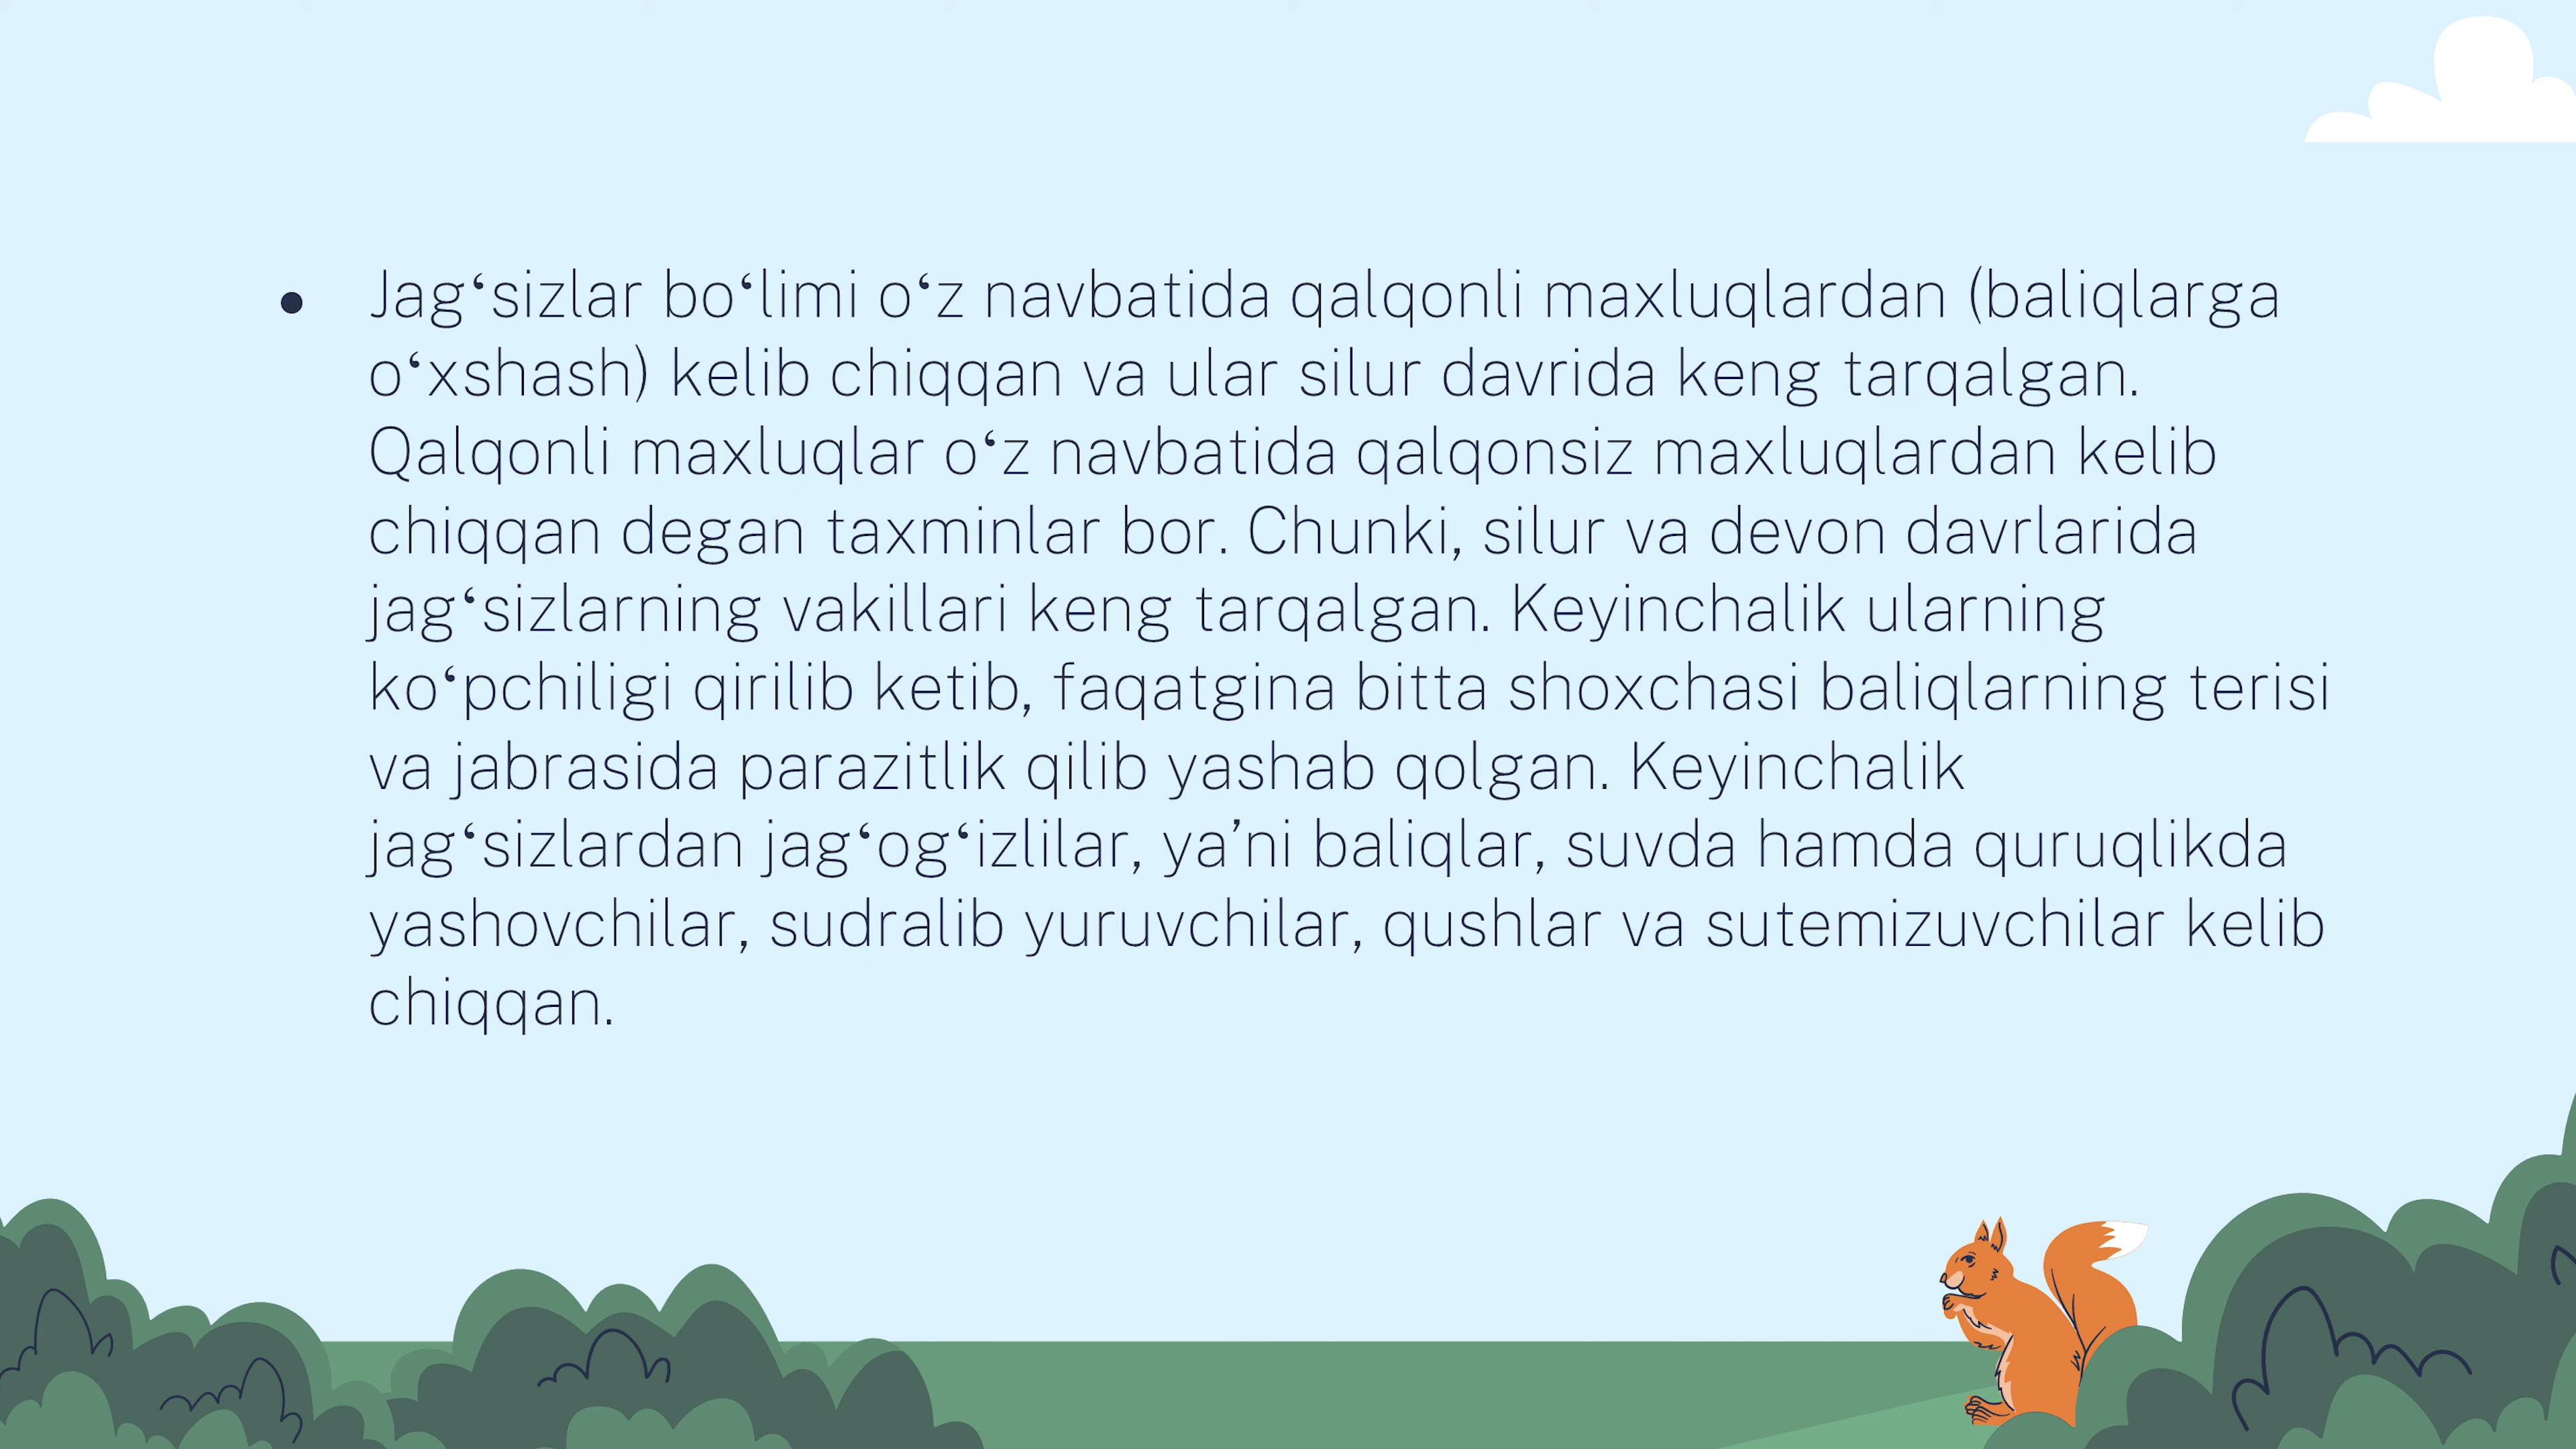 • Jag‘sizlar bo‘limi o‘z navbatida qalqonli maxluqlardan (baliqlarga
o‘xshash) kelib chiqqan va ular silur davrida keng tarqalgan.
Qalqonli maxluqlar o‘z navbatida qalqonsiz maxluqlardan kelib
chiqqan degan taxminlar bor. Chunki, silur va devon davrlarida
jag‘sizlarning vakillari keng tarqalgan. Keyinchalik ularning
ko‘pchiligi qirilib ketib, faqatgina bitta shoxchasi baliqlarning terisi
va jabrasida parazitlik qilib yashab qolgan. Keyinchalik
jag‘sizlardan jag‘og‘izlilar, ya’ni baliqlar, suvda hamda quruqlikda
yashovchilar, sudralib yuruvchilar, qushlar va sutemizuvchilar kelib
chiqqan.